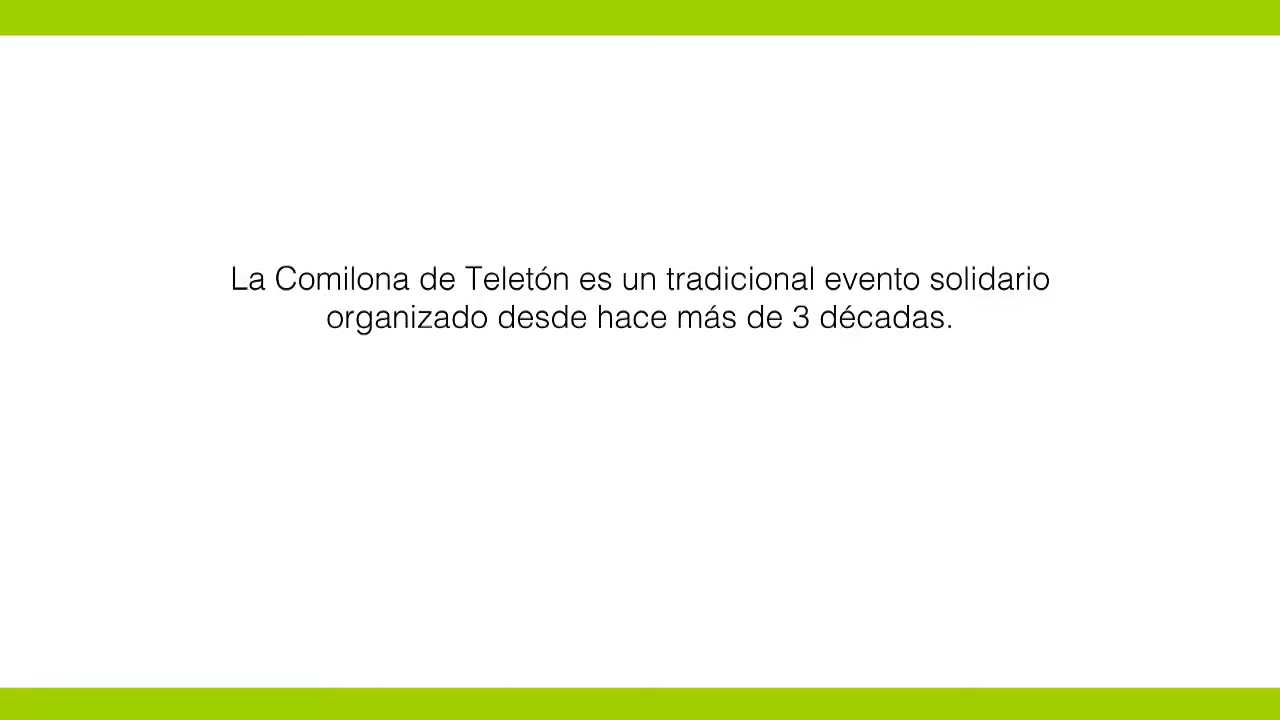 La Comilona de Teletón es un tradicional evento solidario
organizado desde hace más de 3 décadas.